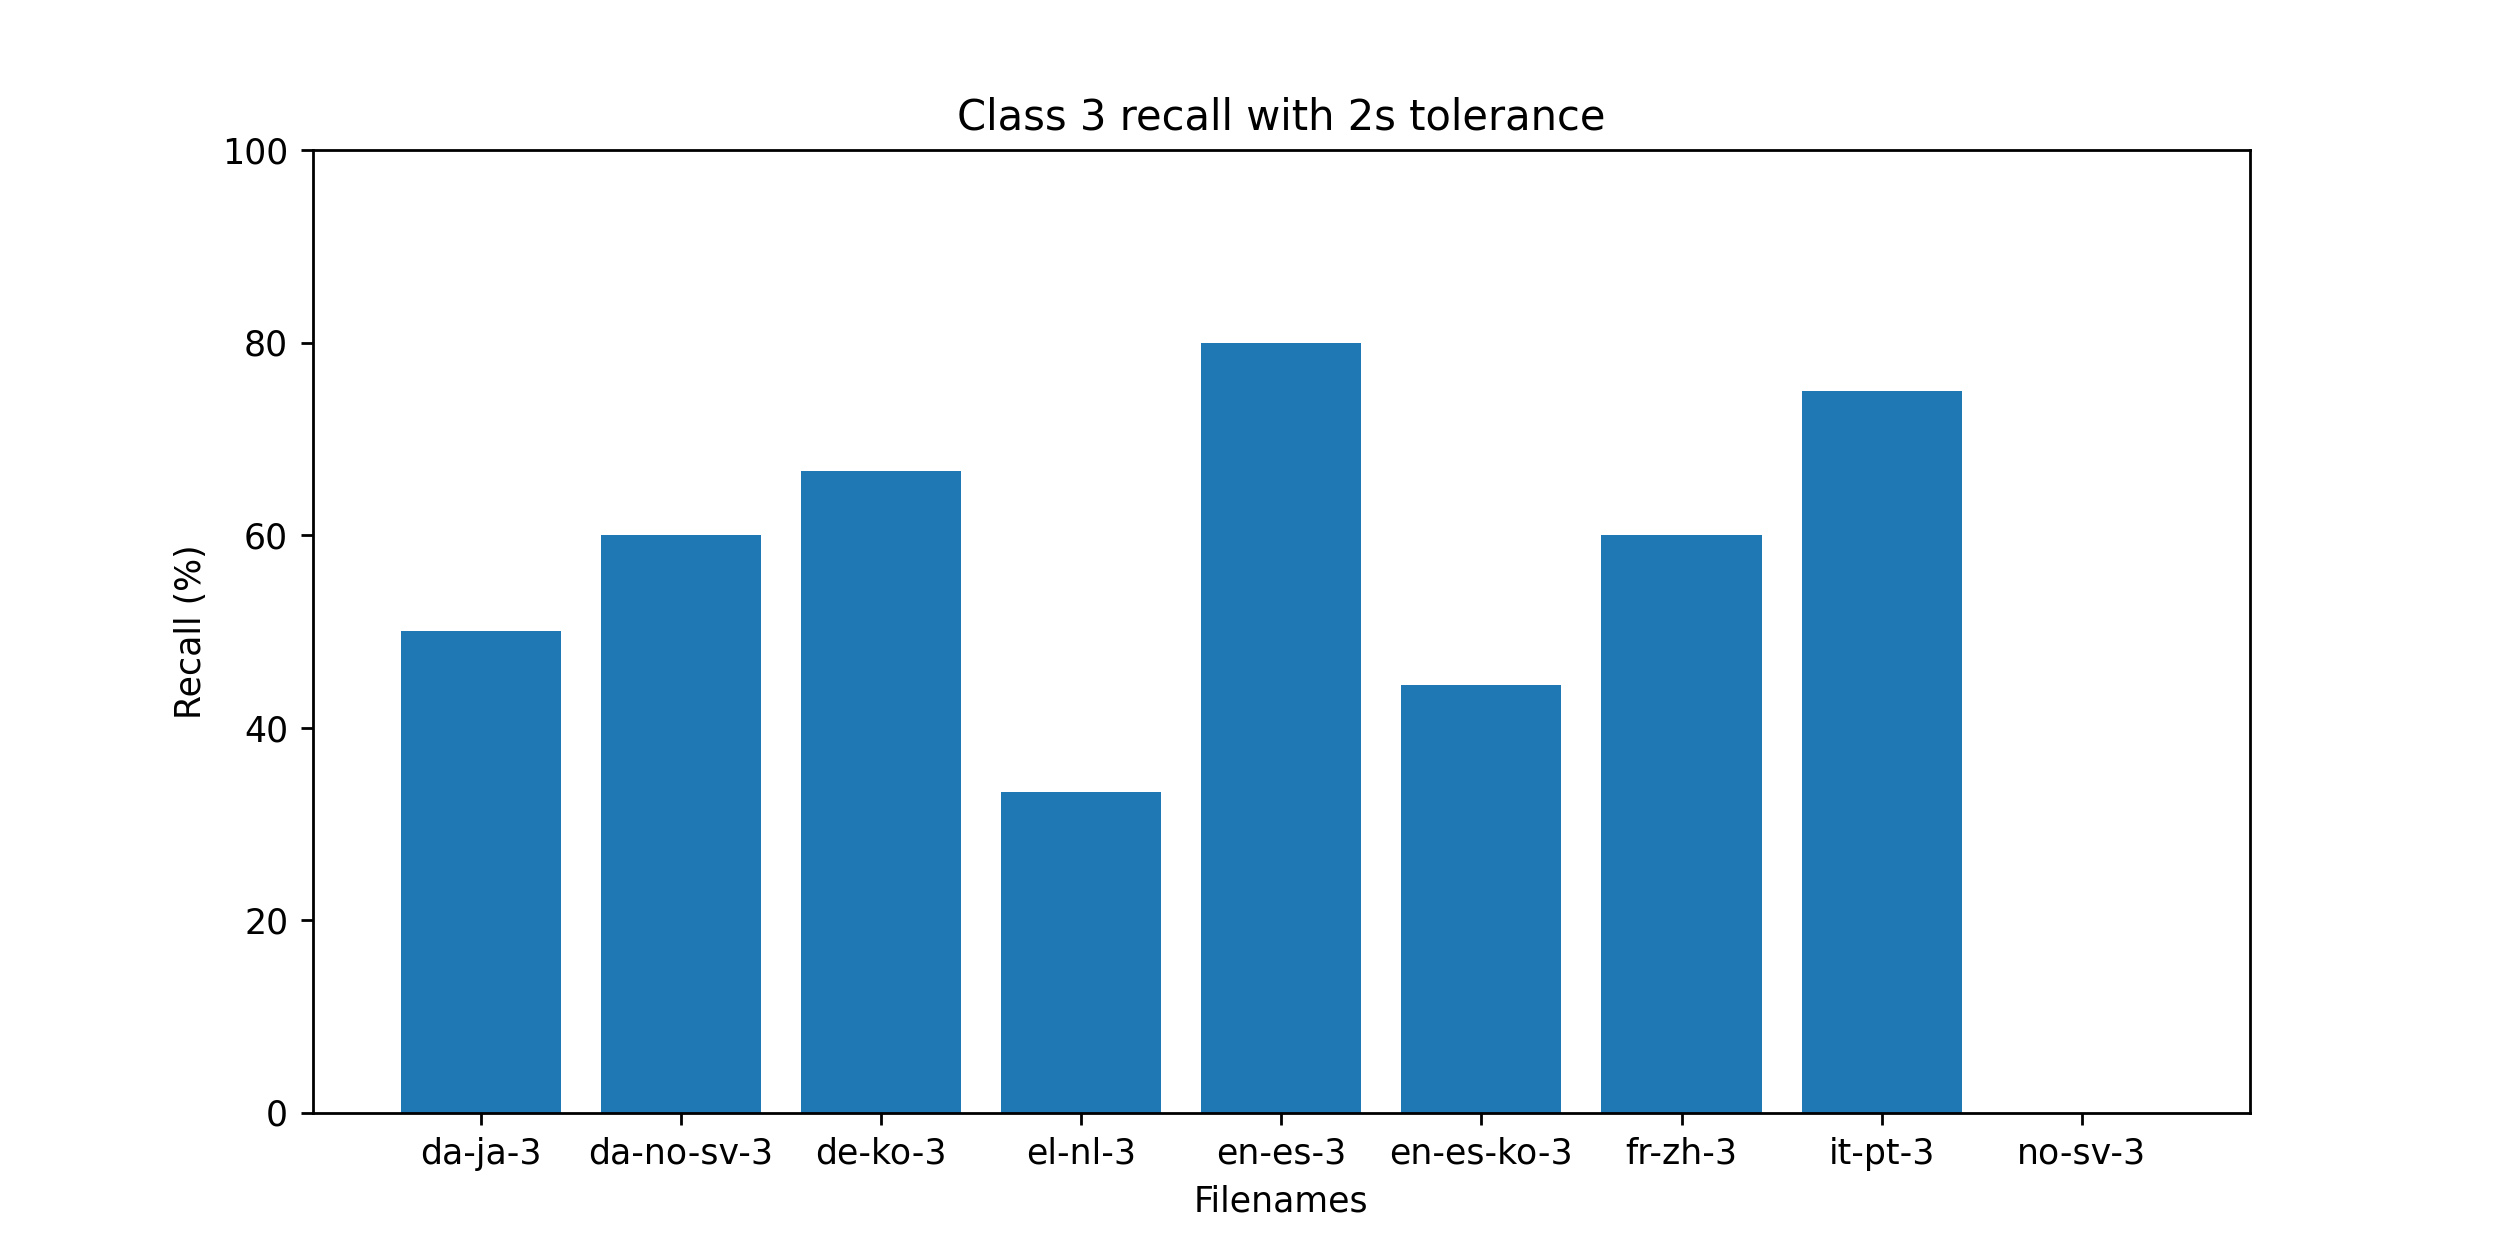 Class 3 recall with 2s tolerance
100
80
60
40
20
0
Recall (%)
da-ja-3 da-no-sv-3 de-ko-3 el-nl-3 en-es-3 en-es-ko-3 fr-zh-3 it-pt-3 no-sv-3
Filenames